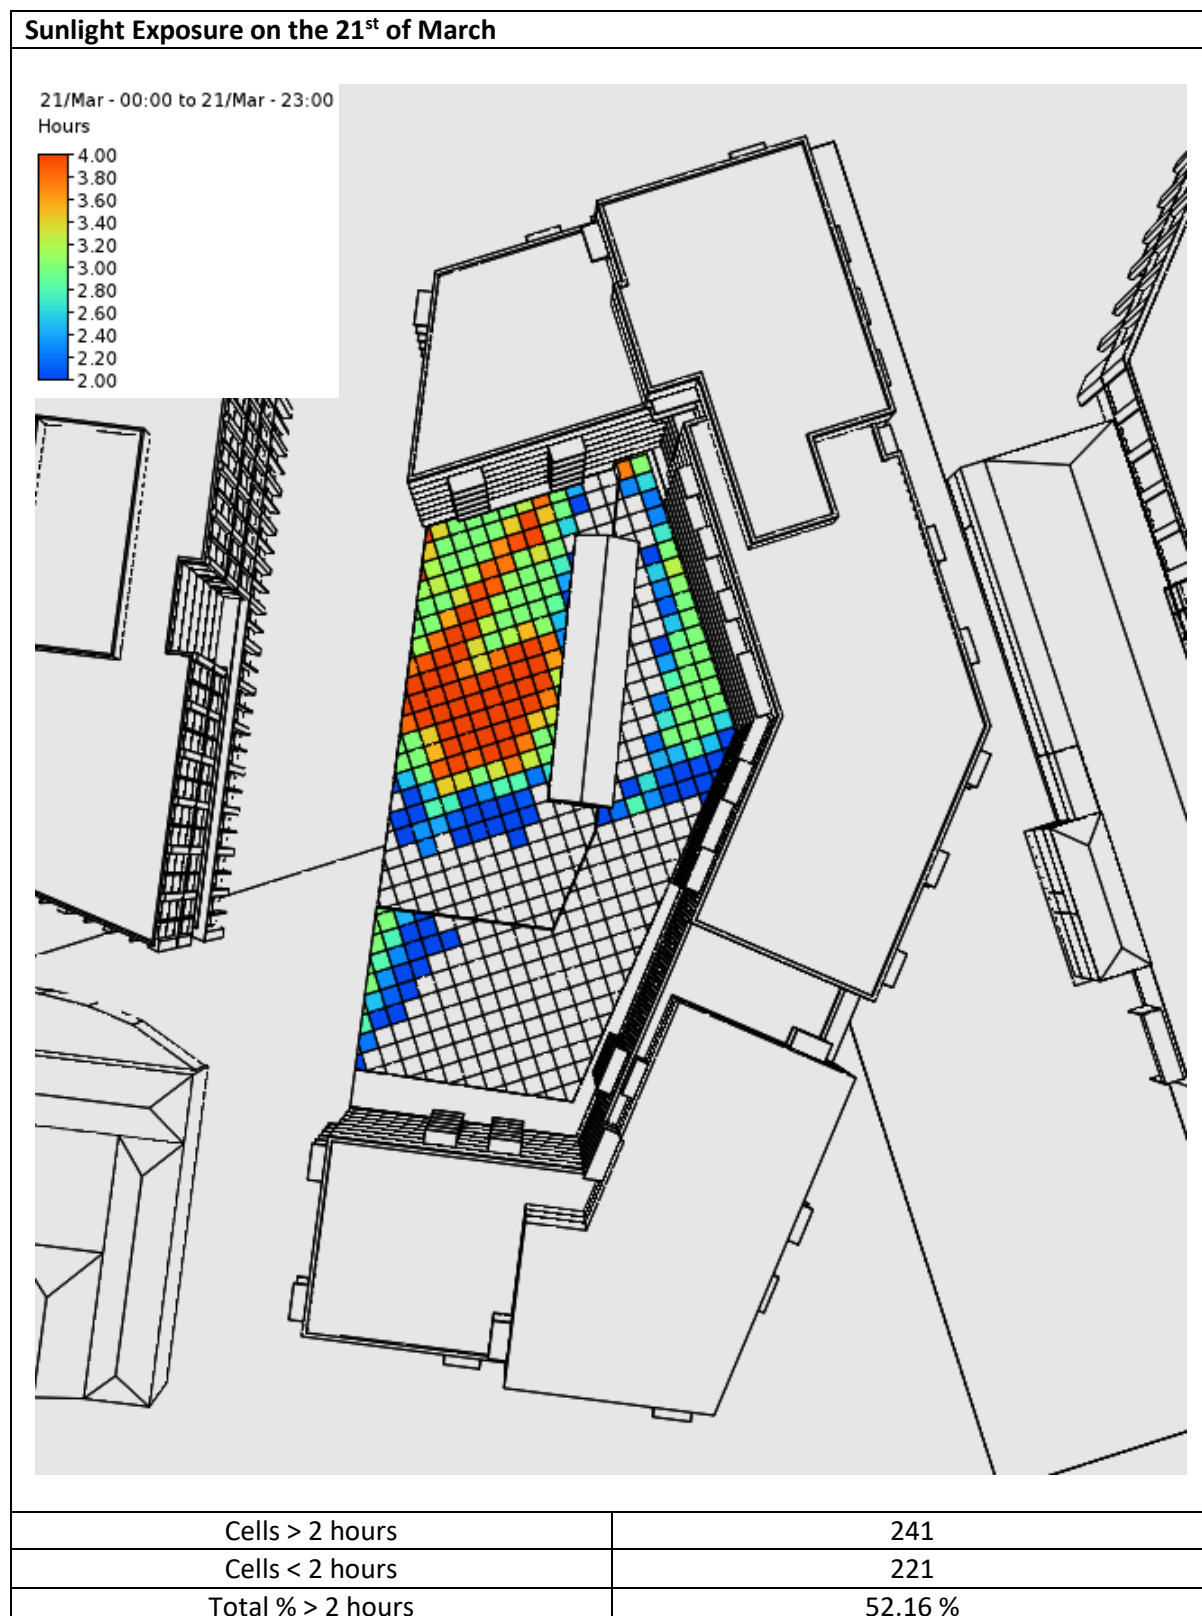 Sunlight Exposure on the 21st of March
21/Mar - 00:00 to 21/Mar - 23:00
Hours
4.00
3.80
3.60
3.40
3.20
3.00
2.80
2.60
2.40
2.20
2.00
Cells > 2 hours 241
Cells < 2 hours 221
Total % > 2 hours 52.16 %